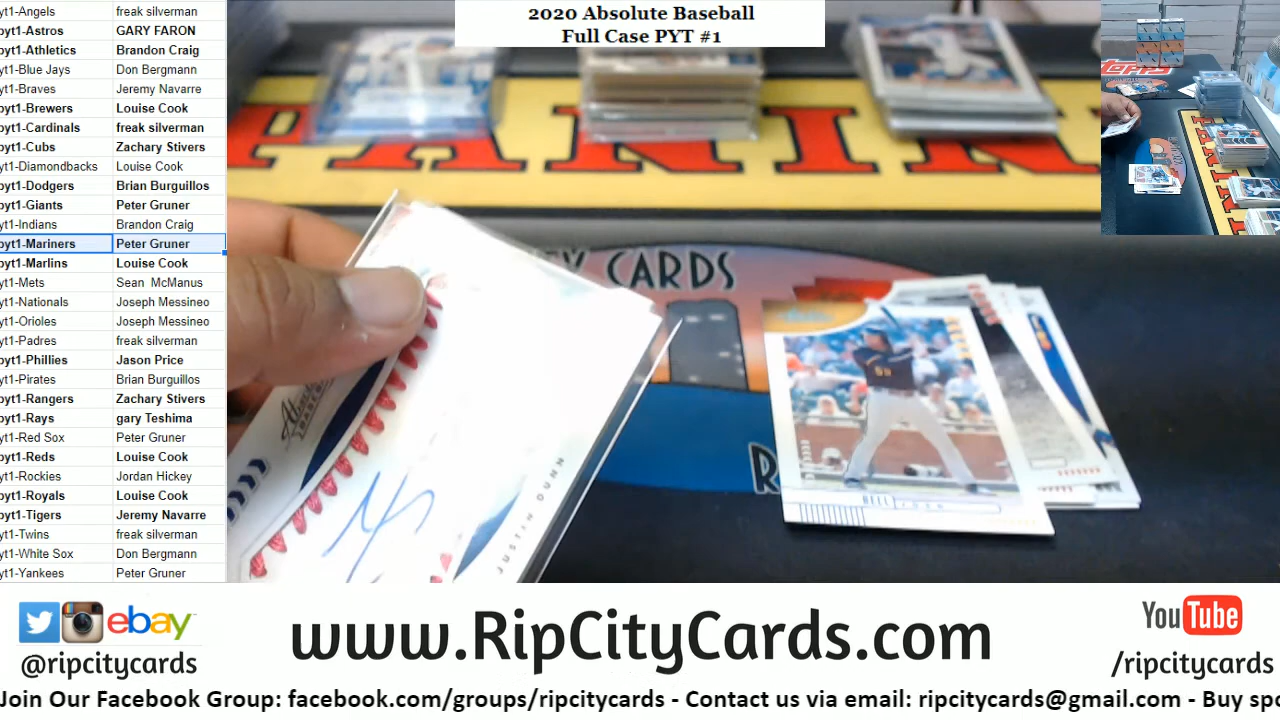 2020 Absolute Baseball
Full Case PYT #1
yt1-Angels freak silverman
pyt1-Astros GARY FARON
pyt1-Athletics Brandon Craig
yt1-Blue Jays Don Bergmann
yt1-Braves Jeremy Navarre
pyt1-Brewers Louise Cook
pyt1-Cardinals freak silverman
pyt1-Cubs Zachary Stivers
yt1-Diamondbacks Louise Cook
pyt1-Dodgers Brian Burguillos
pyt1-Giants Peter Gruner
yt1-Indians Brandon Craig
pyt1-Mariners Peter Gruner
pyt1-Marlins Louise Cook
yt1-Mets Sean McManus
yt1-Nationals Joseph Messineo
yt1-Orioles Joseph Messineo
yt1-Padres freak silverman
pyt1-Phillies Jason Price
yt1-Pirates Brian Burguillos
pyt1-Rangers Zachary Stivers
pyt1-Rays gary Teshima
yt1-Red Sox Peter Gruner
pyt1-Reds Louise Cook
yt1-Rockies Jordan Hickey
pyt1-Royals Louise Cook
pyt1-Tigers Jeremy Navarre
yt1-Twins freak silverman
yt1-White Sox Don Bergmann
yt1-Yankees Peter Gruner
PANINI
CARDS
R
BELL
JOSH
JUSTIN DUNN
topps
ebay
@ripcitycards
www.RipCityCards.com
YouTube
/ripcitycards
Join Our Facebook Group: facebook.com/groups/ripcitycards - Contact us via email: ripcitycards@gmail.com - Buy spo